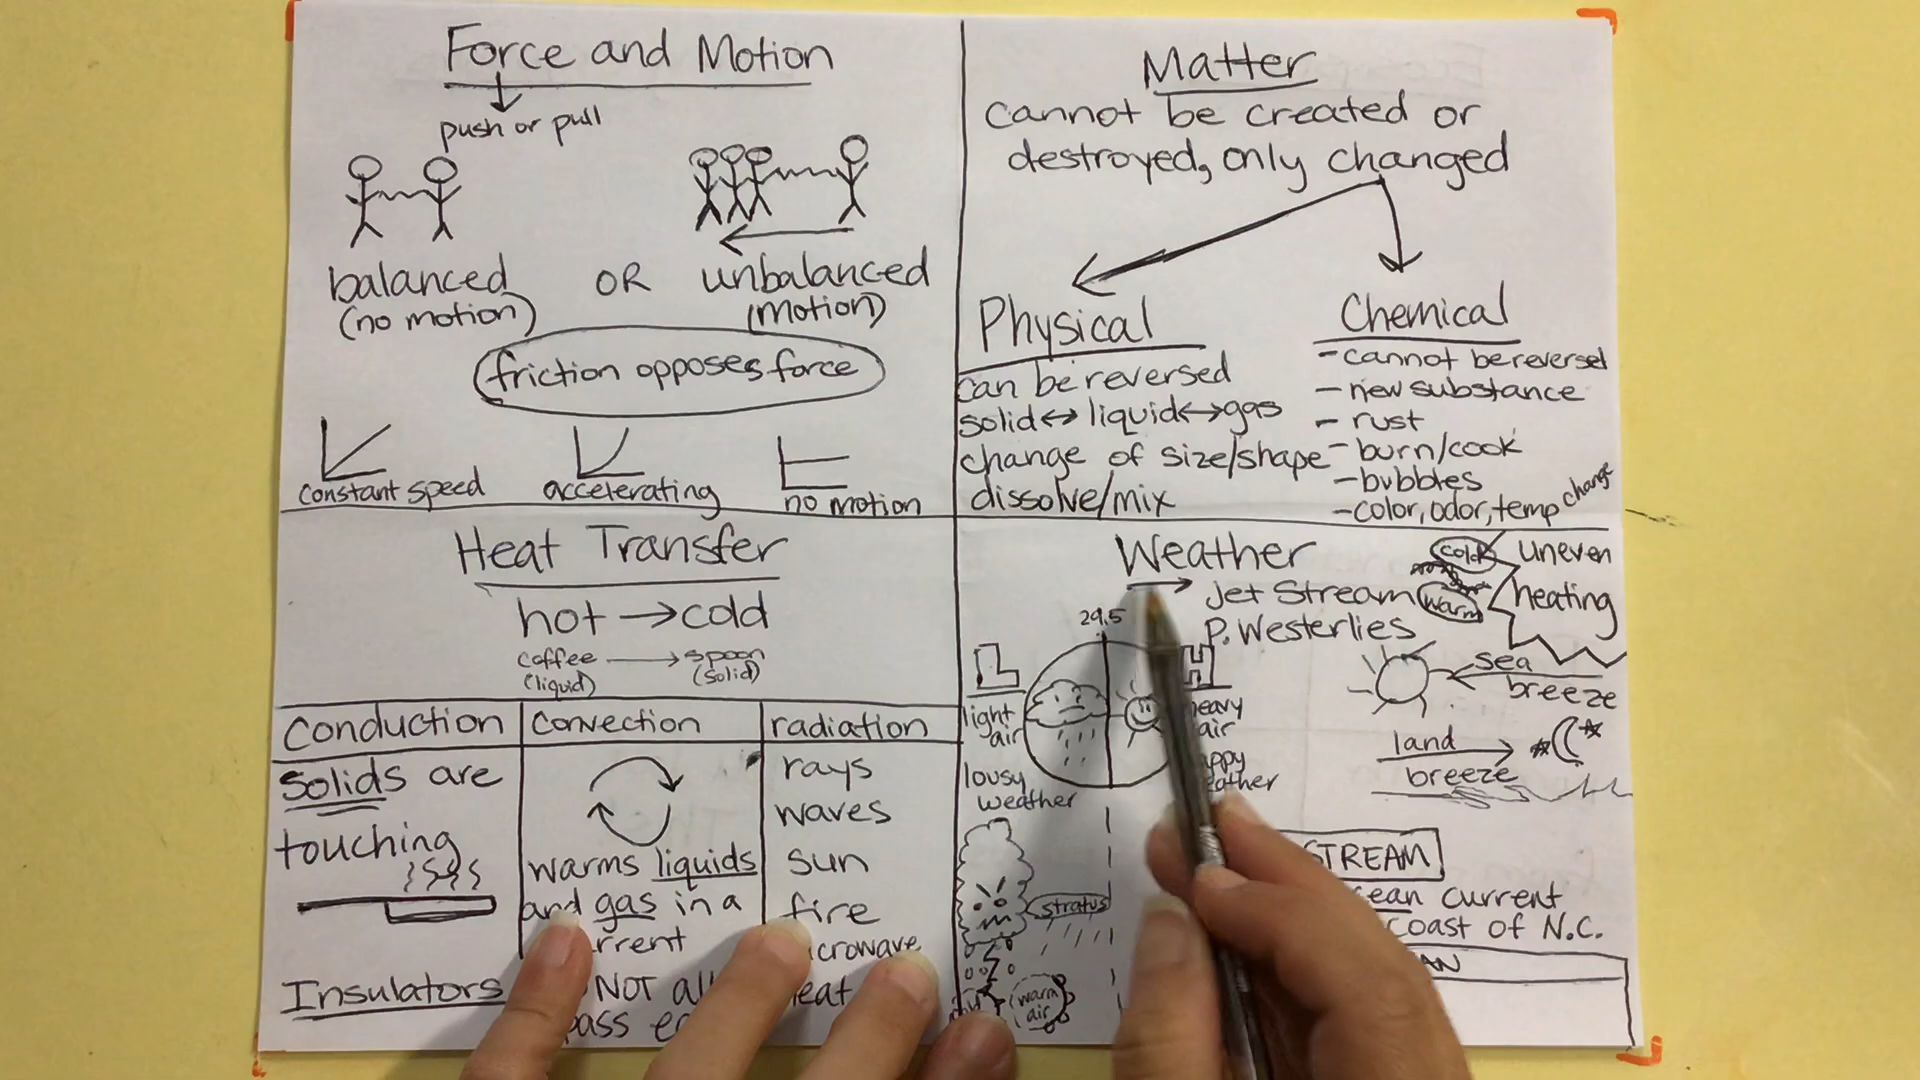 Force and Motion
push or pull
balanced OR unbalanced
(no motion) (motion)
friction opposes force
constant speed accelerating no motion
Matter
cannot be created or
destroyed, only changed
Physical
can be reversed
solid ↔ liquid ↔ gas
change of size/shape
dissolve/mix
Chemical
- cannot be reversel
- new substance
- rust
- burn/cook
- bubbles
- color, odor, temp change
Heat Transfer
hot → cold
coffee → spoon
(liquid) (solid)
conduction convection radiation
solids are
touching
warms liquids
and gas in a
rays
waves
sun
fire
Insulators NOT
pass
Weather
→ Jet Stream
P. Westerlies
cold
warm
uneven
heating
29.5
L
light
air
lousy
weather
H
air
sea
breeze
land
breeze
stratus
warm
air
STREAM
current
coast of N.C.